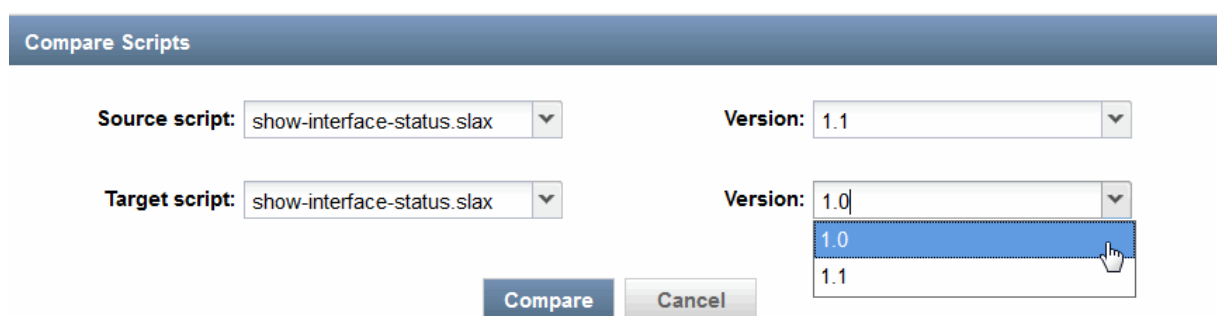 Compare Scripts
Source script: show-interface-status.slax Version: 1.1
Target script: show-interface-status.slax Version: 1.0
1.0
1.1
Compare Cancel